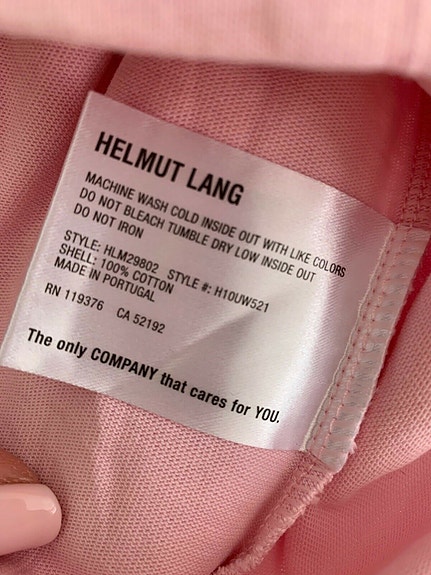 HELMUT LANG
MACHINE WASH COLD INSIDE OUT WITH LIKE COLORS
DO NOT BLEACH TUMBLE DRY LOW INSIDE OUT
DO NOT IRON
STYLE: HLM29802 STYLE #: H10UW521
SHELL: 100% COTTON
MADE IN PORTUGAL
RN 119376 CA 52192
The only COMPANY that cares for YOU.